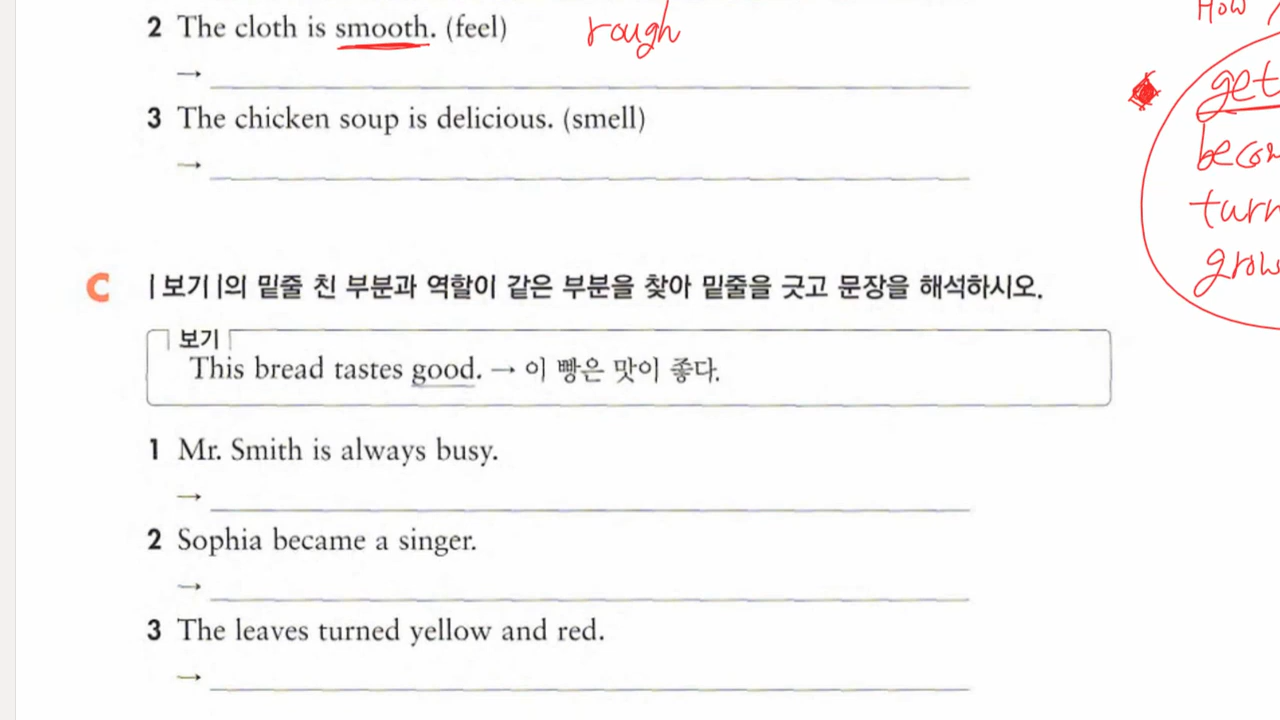 How
2 The cloth is smooth. (feel) rough
→
get
3 The chicken soup is delicious. (smell)
→
C |보기|의 밑줄 친 부분과 역할이 같은 부분을 찾아 밑줄을 긋고 문장을 해석하시오.
보기
This bread tastes good. → 이 빵은 맛이 좋다.
1 Mr. Smith is always busy.
→
2 Sophia became a singer.
→
3 The leaves turned yellow and red.
→